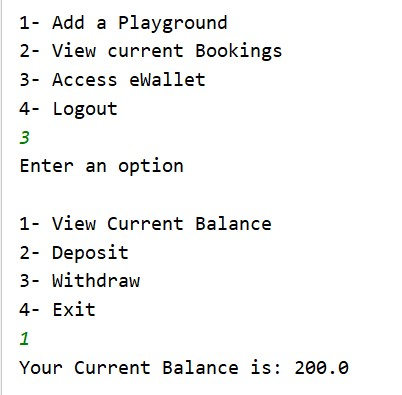 1- Add a Playground
2- View current Bookings
3- Access eWallet
4- Logout
3
Enter an option

1- View Current Balance
2- Deposit
3- Withdraw
4- Exit
1
Your Current Balance is: 200.0